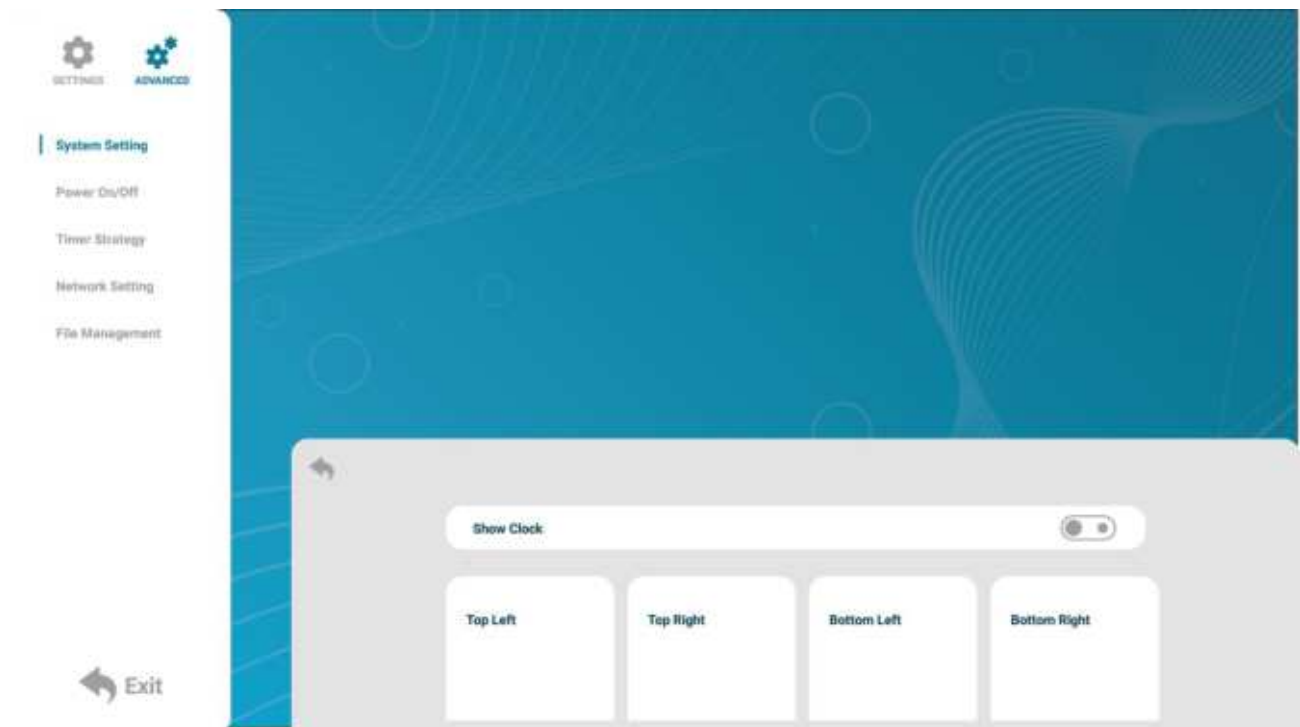 SETTINGS
ADVANCED
System Setting
Power On/Off
Timer Strategy
Network Setting
File Management
Show Clock
Top Left
Top Right
Bottom Left
Bottom Right
Exit